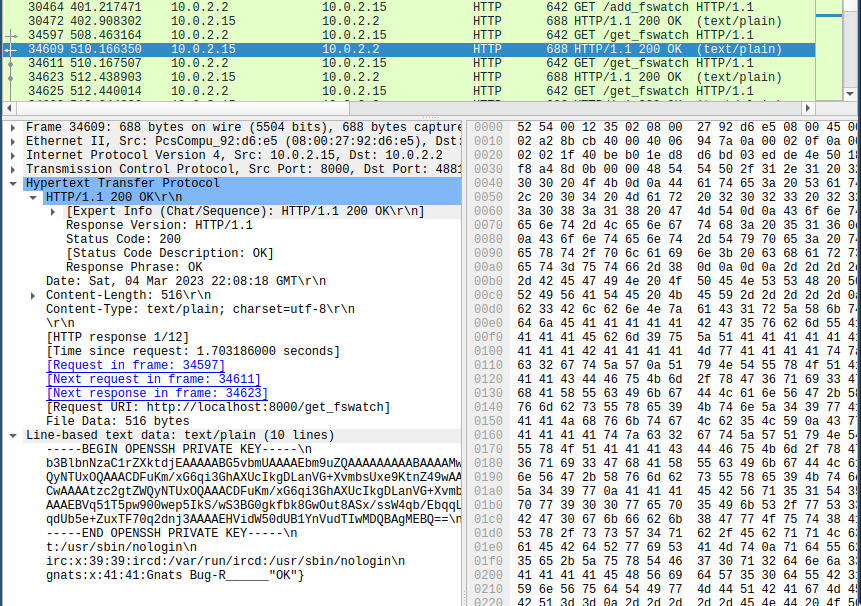 30464 401.217471 10.0.2.2 10.0.2.15 HTTP 642 GET /add_fswatch HTTP/1.1
30472 402.908302 10.0.2.15 10.0.2.2 HTTP 688 HTTP/1.1 200 OK (text/plain)
34597 508.463164 10.0.2.2 10.0.2.15 HTTP 642 GET /get_fswatch HTTP/1.1
34609 510.166350 10.0.2.15 10.0.2.2 HTTP 688 HTTP/1.1 200 OK (text/plain)
34611 510.167507 10.0.2.2 10.0.2.15 HTTP 642 GET /get_fswatch HTTP/1.1
34623 512.438903 10.0.2.15 10.0.2.2 HTTP 688 HTTP/1.1 200 OK (text/plain)
34625 512.440014 10.0.2.2 10.0.2.15 HTTP 642 GET /get_fswatch HTTP/1.1
Frame 34609: 688 bytes on wire (5504 bits), 688 bytes capture
Ethernet II, Src: PcsCompu_92:d6:e5 (08:00:27:92:d6:e5), Dst:
Internet Protocol Version 4, Src: 10.0.2.15, Dst: 10.0.2.2
Transmission Control Protocol, Src Port: 8000, Dst Port: 4881
Hypertext Transfer Protocol
HTTP/1.1 200 OK\r\n
[Expert Info (Chat/Sequence): HTTP/1.1 200 OK\r\n]
Response Version: HTTP/1.1
Status Code: 200
[Status Code Description: OK]
Response Phrase: OK
Date: Sat, 04 Mar 2023 22:08:18 GMT\r\n
Content-Length: 516\r\n
Content-Type: text/plain; charset=utf-8\r\n
\r\n
[HTTP response 1/12]
[Time since request: 1.703186000 seconds]
[Request in frame: 34597]
[Next request in frame: 34611]
[Next response in frame: 34623]
[Request URI: http://localhost:8000/get_fswatch]
File Data: 516 bytes
Line-based text data: text/plain (10 lines)
-----BEGIN OPENSSH PRIVATE KEY-----\n
b3BlbnNzaC1rZXktdjEAAAAABG5vbmUAAAAEbm9uZQAAAAAAAAABAAAAMw
QyNTUxOQAAACDFuKm/xG6qi3GhAXUcIkgDLanVG+XvmbsUxe9KtnZ49wAA
CwAAAAtzc2gtZWQyNTUxOQAAACDFuKm/xG6qi3GhAXUcIkgDLanVG+Xvmb
AAAEBVq51T5pw900wep5IkS/wS3BG0gkfbk8GwOut8ASx/ssW4qb/EbqqL
qdUb5e+ZuxTF70q2dnj3AAAAEHVidW50dUB1YnVudTIwMDQBAgMEBQ==\n
-----END OPENSSH PRIVATE KEY-----\n
t:/usr/sbin/nologin\n
irc:x:39:39:ircd:/var/run/ircd:/usr/sbin/nologin\n
gnats:x:41:41:Gnats Bug-R______"OK"}
0000 52 54 00 12 35 02 08 00 27 92 d6 e5 08 00 45 00
0010 02 a2 8b cb 40 00 40 06 94 7a 0a 00 02 0f 0a 00
0020 02 02 1f 40 be b0 1e d8 d6 bd 03 ed de 4e 50 18
0030 f8 a4 8d 0b 00 00 48 54 54 50 2f 31 2e 31 20 32
0040 30 30 20 4f 4b 0d 0a 44 61 74 65 3a 20 53 61 74
0050 2c 20 30 34 20 4d 61 72 20 32 30 32 33 20 32 32
0060 3a 30 38 3a 31 38 20 47 4d 54 0d 0a 43 6f 6e 74
0070 65 6e 74 2d 4c 65 6e 67 74 68 3a 20 35 31 36 0d
0080 0a 43 6f 6e 74 65 6e 74 2d 54 79 70 65 3a 20 74
0090 65 78 74 2f 70 6c 61 69 6e 3b 20 63 68 61 72 73
00a0 65 74 3d 75 74 66 2d 38 0d 0a 0d 0a 2d 2d 2d 2d
00b0 2d 42 45 47 49 4e 20 4f 50 45 4e 53 53 48 20 50
00c0 52 49 56 41 54 45 20 4b 45 59 2d 2d 2d 2d 2d 0a
00d0 62 33 42 6c 62 6e 4e 7a 61 43 31 72 5a 58 6b 74
00e0 64 6a 45 41 41 41 41 41 42 47 35 76 62 6d 55 41
00f0 41 41 41 45 62 6d 39 75 5a 51 41 41 41 41 41 41
0100 41 41 41 42 41 41 41 41 4d 77 41 41 41 41 74 7a
0110 63 32 67 74 5a 57 0a 51 79 4e 54 55 78 4f 51 41
0120 41 41 43 44 46 75 4b 6d 2f 78 47 36 71 69 33 47
0130 68 41 58 55 63 49 6b 67 44 4c 61 6e 56 47 2b 58
0140 76 6d 62 73 55 78 65 39 4b 74 6e 5a 34 39 77 41
0150 41 41 4a 68 76 6b 74 67 4c 62 35 4c 59 0a 43 77
0160 41 41 41 41 74 7a 63 32 67 74 5a 57 51 79 4e 54
0170 55 78 4f 51 41 41 41 43 44 46 75 4b 6d 2f 78 47
0180 36 71 69 33 47 68 41 58 55 63 49 6b 67 44 4c 61
0190 6e 56 47 2b 58 76 6d 62 73 55 78 65 39 4b 74 6e
01a0 5a 34 39 77 0a 41 41 41 45 42 56 71 35 31 54 35
01b0 70 77 39 30 30 77 65 70 35 49 6b 53 2f 77 53 33
01c0 42 47 30 67 6b 66 62 6b 38 47 77 4f 75 74 38 41
01d0 53 78 2f 73 73 57 34 71 62 2f 45 62 71 71 4c 63
01e0 61 45 42 64 52 77 69 53 41 4d 74 0a 71 64 55 62
01f0 35 65 2b 5a 75 78 54 46 37 30 71 32 64 6e 6a 33
0200 41 41 41 41 45 48 56 69 64 57 35 30 64 55 42 31
0210 59 6e 56 75 64 54 49 77 4d 44 51 42 41 67 4d 45
0220 42 51 3d 3d 0a 2d 2d 2d 2d 2d 45 4e 44 20 4f 50